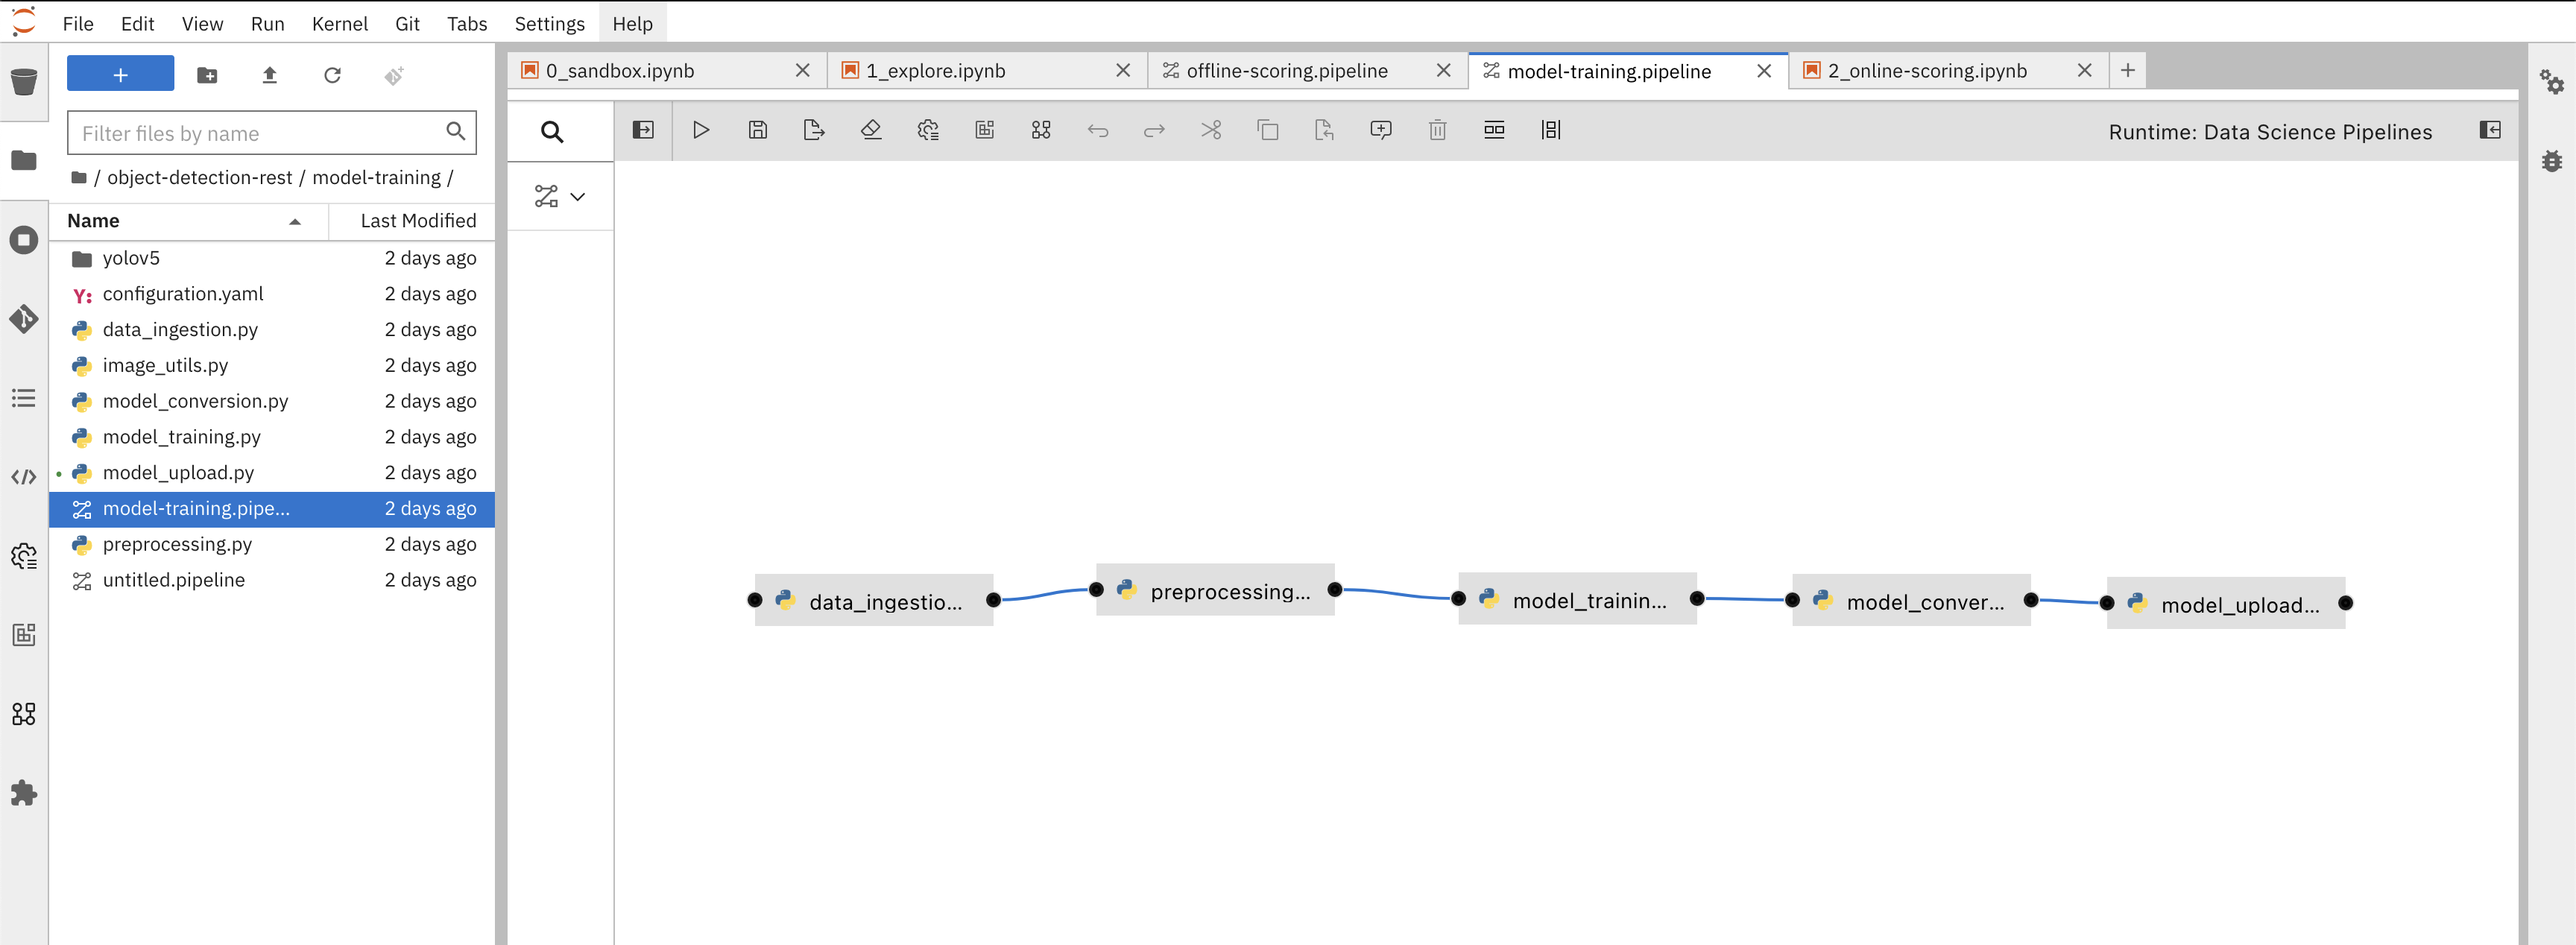 File Edit View Run Kernel Git Tabs Settings Help
0_sandbox.ipynb 1_explore.ipynb offline-scoring.pipeline model-training.pipeline 2_online-scoring.ipynb
Filter files by name
Runtime: Data Science Pipelines
/ object-detection-rest / model-training /
Name Last Modified
yolov5 2 days ago
Y: configuration.yaml 2 days ago
data_ingestion.py 2 days ago
image_utils.py 2 days ago
model_conversion.py 2 days ago
model_training.py 2 days ago
model_upload.py 2 days ago
model-training.pipe... 2 days ago
preprocessing.py 2 days ago
untitled.pipeline 2 days ago
data_ingestio... preprocessing... model_trainin... model_conver... model_upload...